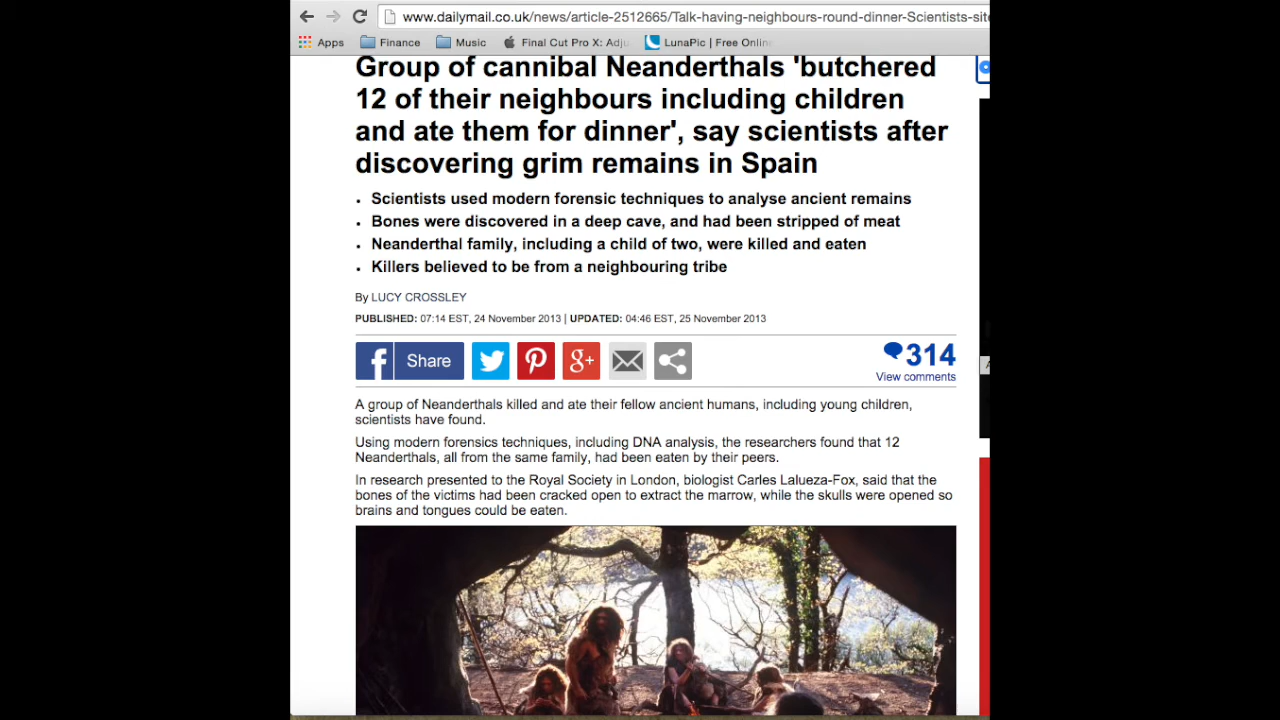 www.dailymail.co.uk/news/article-2512665/Talk-having-neighbours-round-dinner-Scientists-site
Apps Finance Music Final Cut Pro X: Adju LunaPic | Free Onlin
Group of cannibal Neanderthals 'butchered
12 of their neighbours including children
and ate them for dinner', say scientists after
discovering grim remains in Spain
• Scientists used modern forensic techniques to analyse ancient remains
• Bones were discovered in a deep cave, and had been stripped of meat
• Neanderthal family, including a child of two, were killed and eaten
• Killers believed to be from a neighbouring tribe
By LUCY CROSSLEY
PUBLISHED: 07:14 EST, 24 November 2013 | UPDATED: 04:46 EST, 25 November 2013
f Share g+ 314
View comments
A group of Neanderthals killed and ate their fellow ancient humans, including young children,
scientists have found.
Using modern forensics techniques, including DNA analysis, the researchers found that 12
Neanderthals, all from the same family, had been eaten by their peers.
In research presented to the Royal Society in London, biologist Carles Lalueza-Fox, said that the
bones of the victims had been cracked open to extract the marrow, while the skulls were opened so
brains and tongues could be eaten.